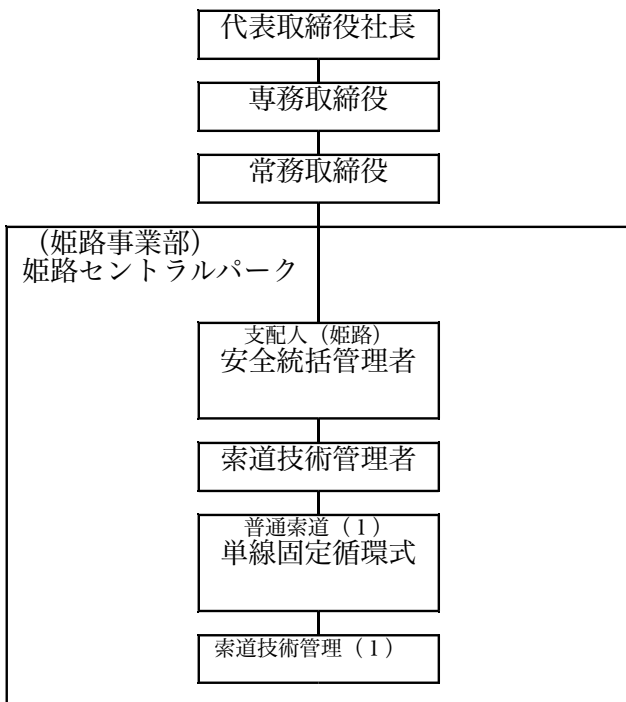 代表取締役社長
専務取締役
常務取締役
（姫路事業部）
姫路セントラルパーク
支配人（姫路）
安全統括管理者
索道技術管理者
普通索道（１）
単線固定循環式
索道技術管理（１）